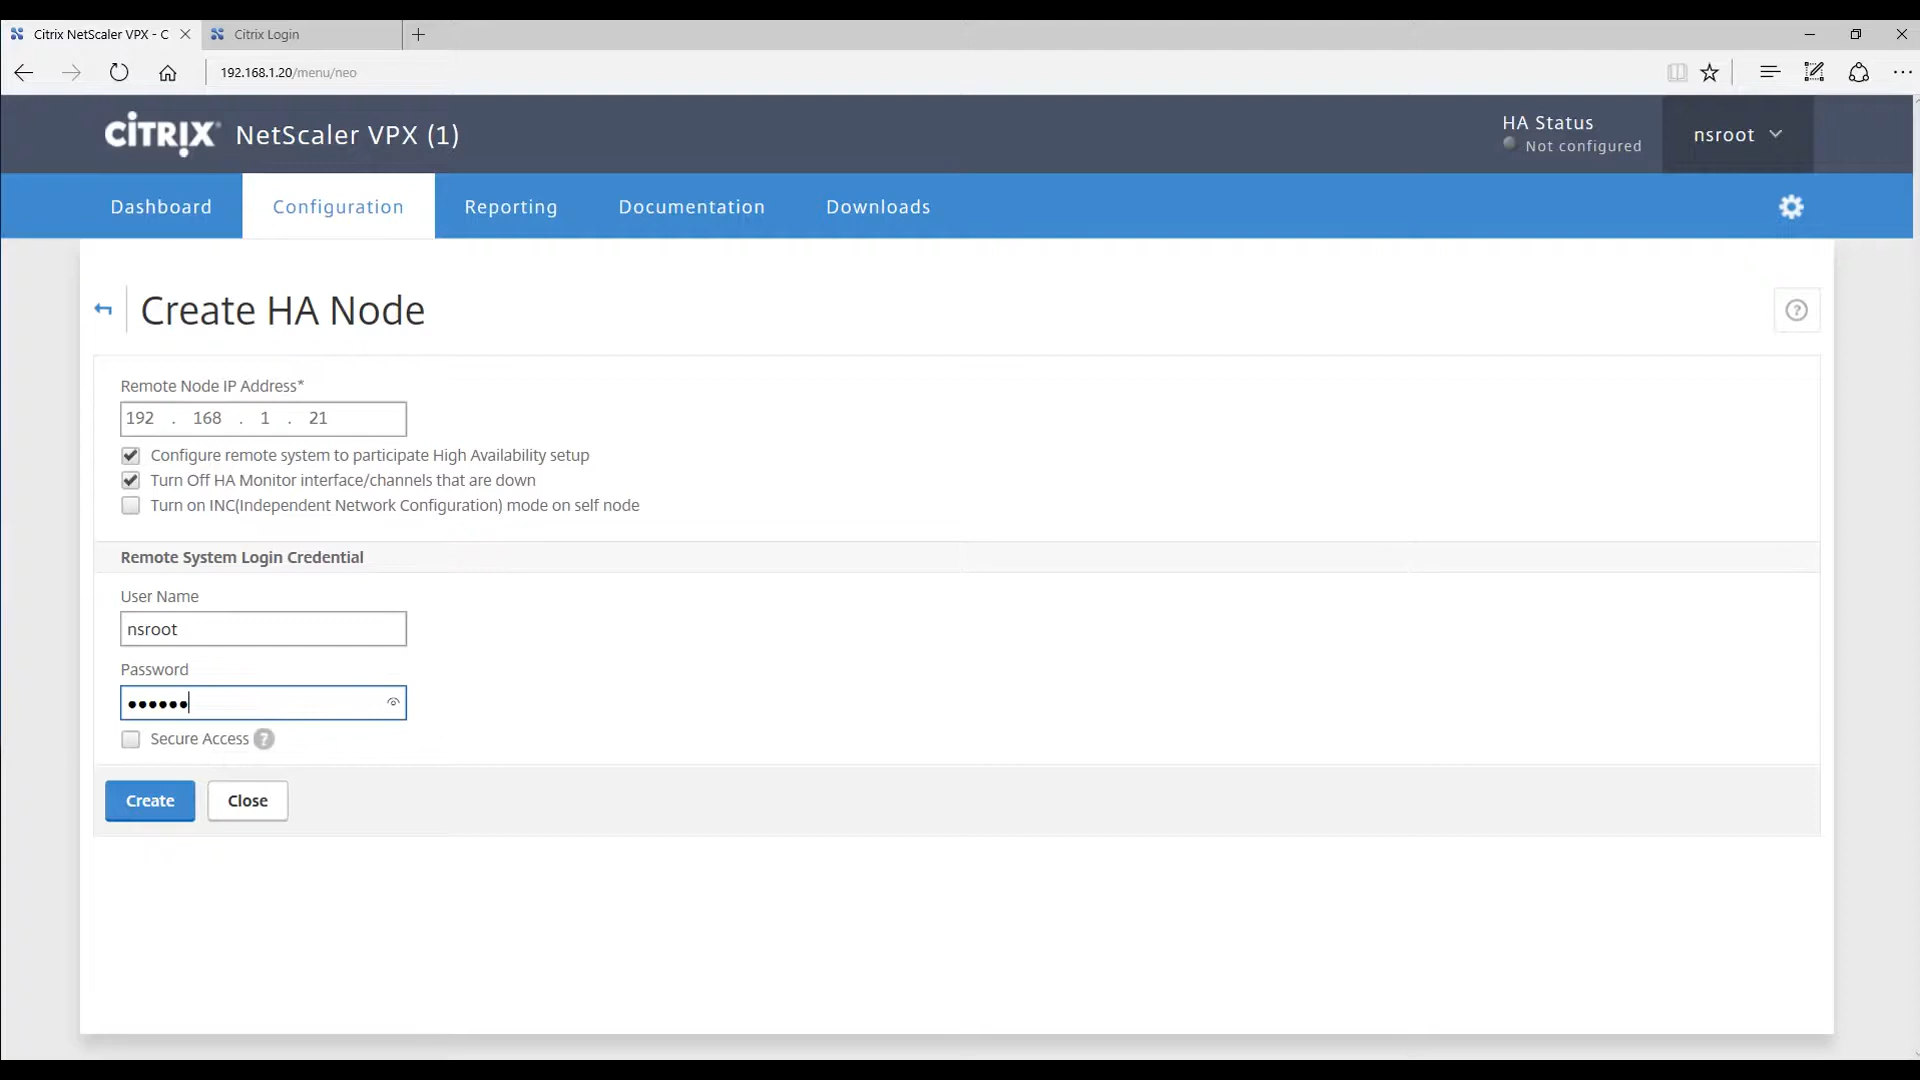 Citrix NetScaler VPX - C
Citrix Login
192.168.1.20/menu/neo
CITRIX NetScaler VPX (1)
HA Status
Not configured
nsroot
Dashboard
Configuration
Reporting
Documentation
Downloads
Create HA Node
?
Remote Node IP Address*
192 . 168 . 1 . 21
Configure remote system to participate High Availability setup
Turn Off HA Monitor interface/channels that are down
Turn on INC(Independent Network Configuration) mode on self node
Remote System Login Credential
User Name
nsroot
Password
••••••
Secure Access ?
Create
Close